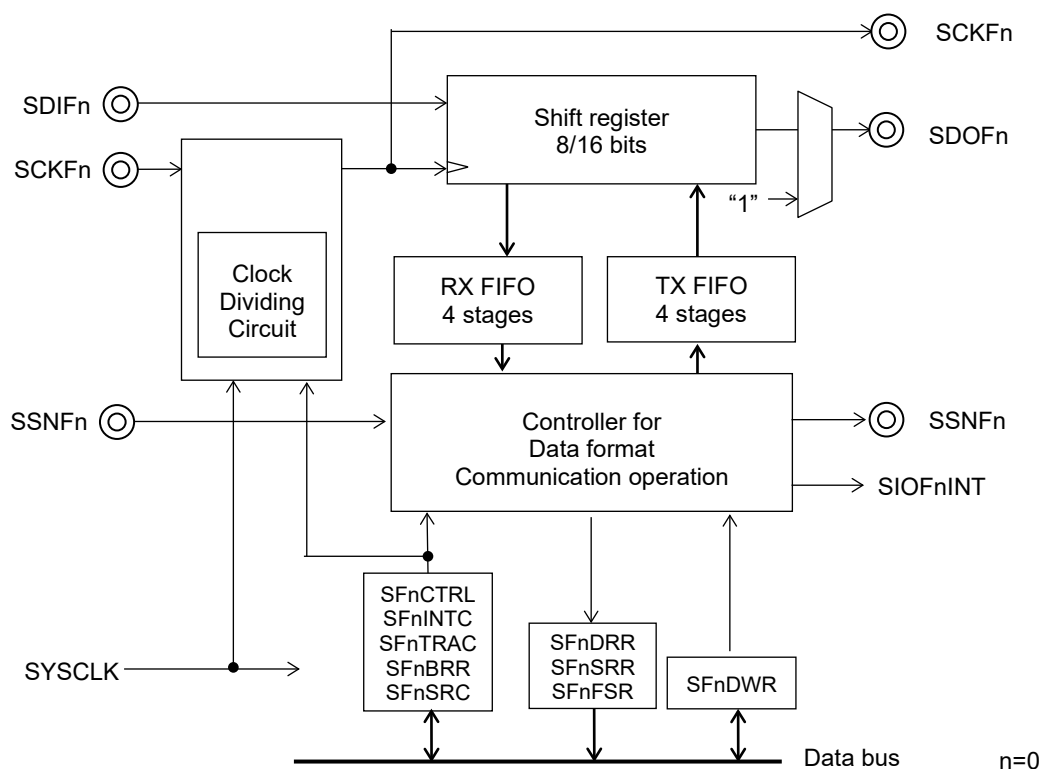 SCKFn
SDIFn
Shift register
8/16 bits
SDOFn
SCKFn
“1”
Clock
Dividing
Circuit
RX FIFO
4 stages
TX FIFO
4 stages
SSNFn
Controller for
Data format
Communication operation
SSNFn
SIOFnINT
SFnCTRL
SFnINTC
SFnTRAC
SFnBRR
SFnSRC
SFnDRR
SFnSRR
SFnFSR
SFnDWR
SYSCLK
Data bus
n=0